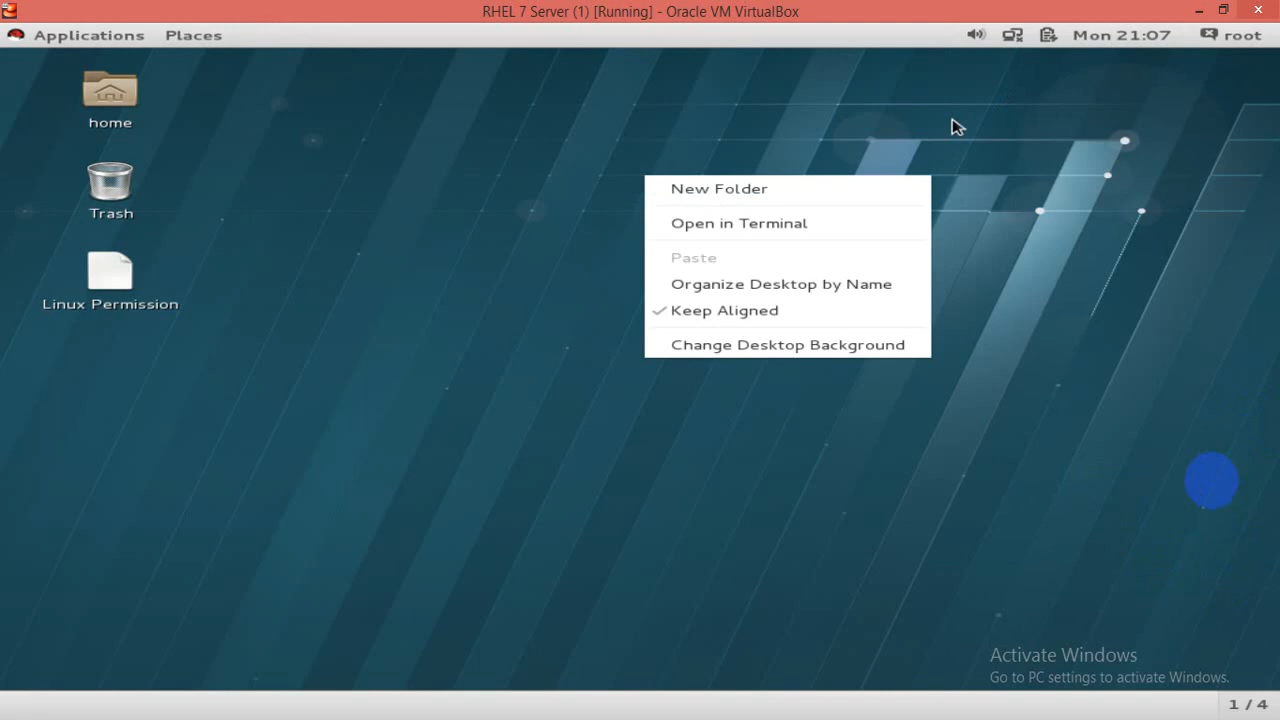 RHEL 7 Server (1) [Running] - Oracle VM VirtualBox
Applications Places Mon 21:07 root
home
Trash
Linux Permission
New Folder
Open in Terminal
Paste
Organize Desktop by Name
Keep Aligned
Change Desktop Background
Activate Windows
Go to PC settings to activate Windows.
1 / 4